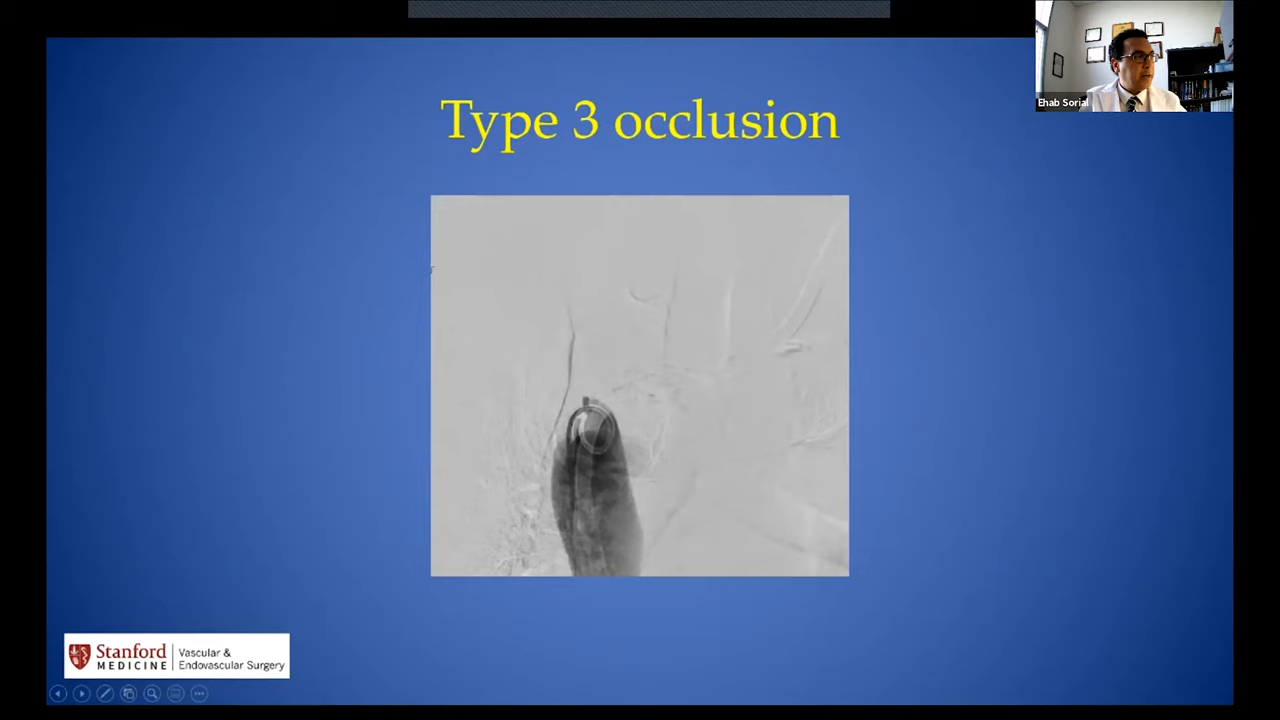 Ehab Sorial
Type 3 occlusion
Stanford
MEDICINE
Vascular &
Endovascular Surgery